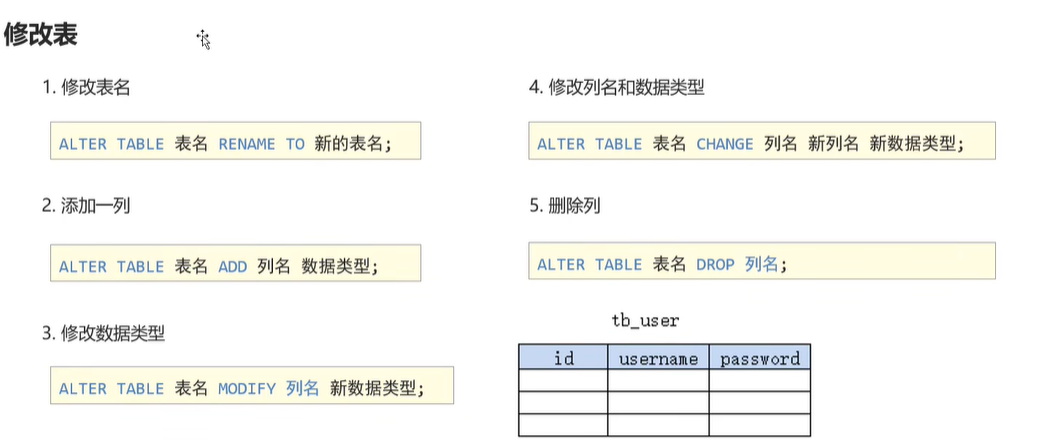 修改表
1. 修改表名
ALTER TABLE 表名 RENAME TO 新的表名;
2. 添加一列
ALTER TABLE 表名 ADD 列名 数据类型;
3. 修改数据类型
ALTER TABLE 表名 MODIFY 列名 新数据类型;
4. 修改列名和数据类型
ALTER TABLE 表名 CHANGE 列名 新列名 新数据类型;
5. 删除列
ALTER TABLE 表名 DROP 列名;
tb_user
id username password